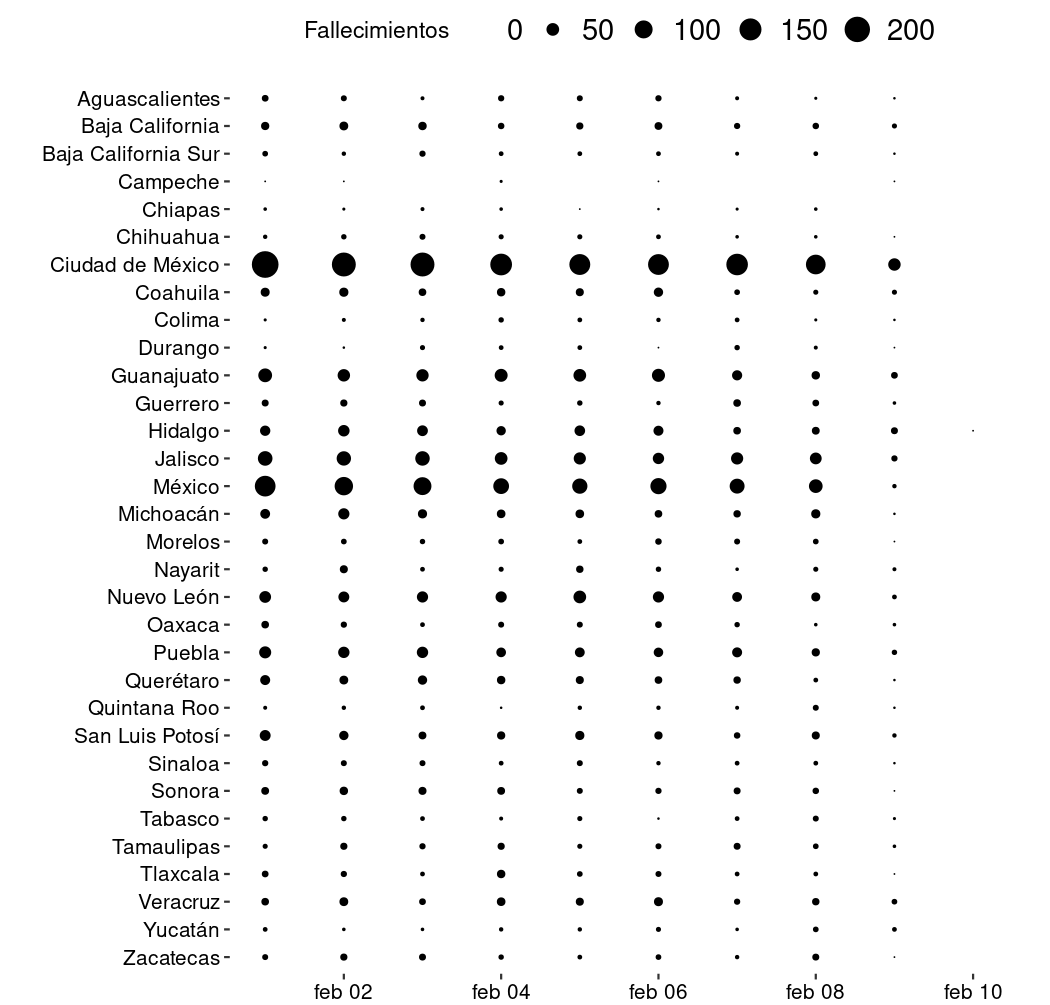 Fallecimientos 0 50 100 150 200
Aguascalientes
Baja California
Baja California Sur
Campeche
Chiapas
Chihuahua
Ciudad de México
Coahuila
Colima
Durango
Guanajuato
Guerrero
Hidalgo
Jalisco
México
Michoacán
Morelos
Nayarit
Nuevo León
Oaxaca
Puebla
Querétaro
Quintana Roo
San Luis Potosí
Sinaloa
Sonora
Tabasco
Tamaulipas
Tlaxcala
Veracruz
Yucatán
Zacatecas
feb 02 feb 04 feb 06 feb 08 feb 10